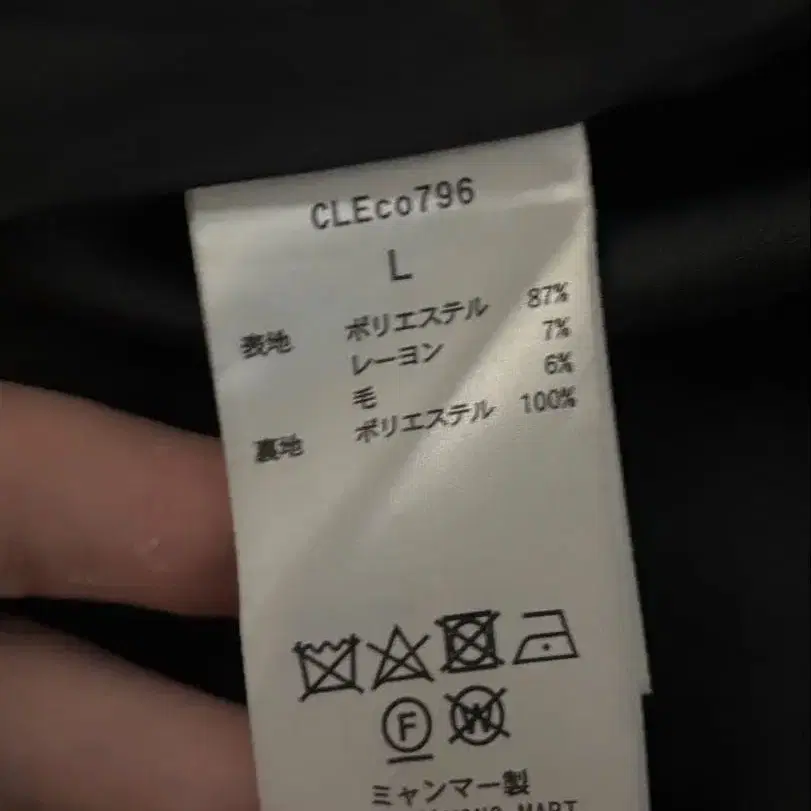 CLEco796
L
表地 ポリエステル 87%
レーヨン 7%
毛 6%
裏地 ポリエステル 100%
F W
ミャンマー製